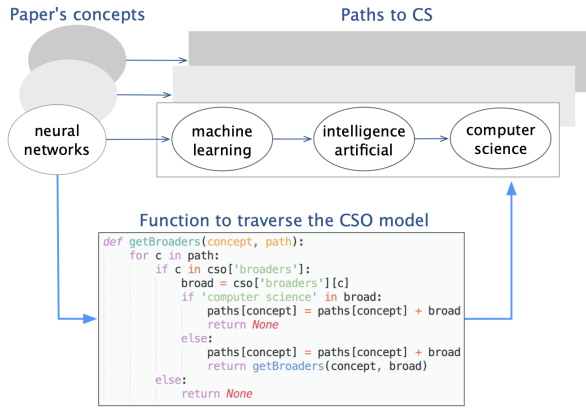 Paper's concepts
Paths to CS
neural
networks
machine
learning
intelligence
artificial
computer
science
Function to traverse the CSO model
def getBroaders(concept, path):
    for c in path:
        if c in cso['broaders']:
            broad = cso['broaders'][c]
            if 'computer science' in broad:
                paths[concept] = paths[concept] + broad
                return None
            else:
                paths[concept] = paths[concept] + broad
                return getBroaders(concept, broad)
        else:
            return None